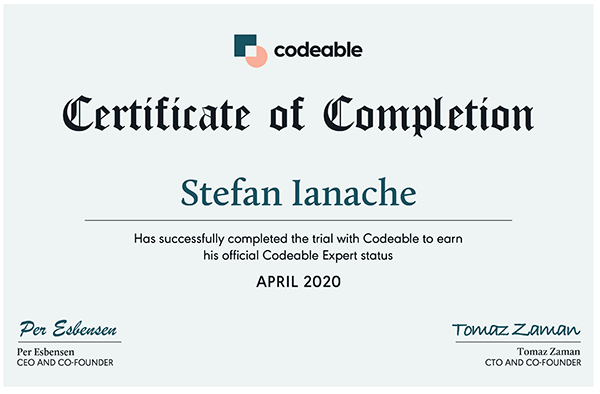 codeable
Certificate of Completion
Stefan Ianache
Has successfully completed the trial with Codeable to earn
his official Codeable Expert status
APRIL 2020
Per Esbensen
Per Esbensen
CEO AND CO-FOUNDER
Tomaz Zaman
Tomaz Zaman
CTO AND CO-FOUNDER